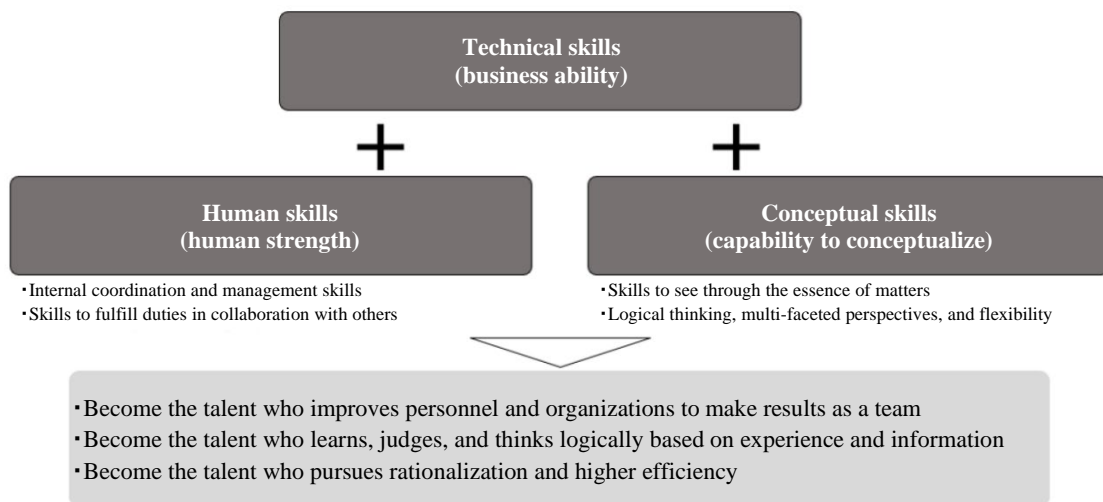 Technical skills
(business ability)
+ +
Human skills
(human strength)
Conceptual skills
(capability to conceptualize)
・Internal coordination and management skills
・Skills to fulfill duties in collaboration with others
・Skills to see through the essence of matters
・Logical thinking, multi-faceted perspectives, and flexibility
・Become the talent who improves personnel and organizations to make results as a team
・Become the talent who learns, judges, and thinks logically based on experience and information
・Become the talent who pursues rationalization and higher efficiency